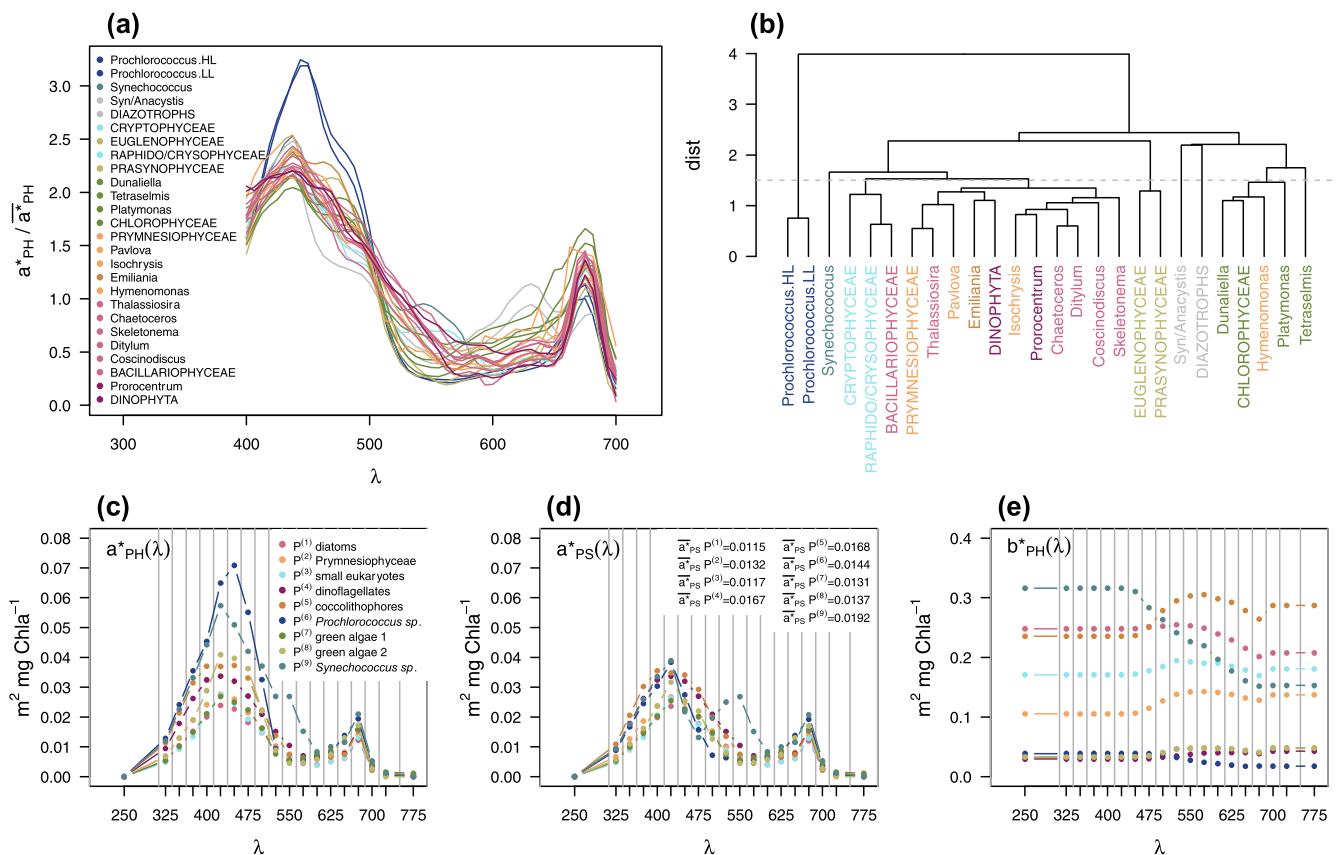 (a)
a*PH / a*PH
3.0
2.5
2.0
1.5
1.0
0.5
0.0
Prochlorococcus.HL
Prochlorococcus.LL
Synechococcus
Syn/Anacystis
DIAZOTROPHS
CRYPTOPHYCEAE
EUGLENOPHYCEAE
RAPHIDO/CRYSOPHYCEAE
PRASYNOPHYCEAE
Dunaliella
Tetraselmis
Platymonas
CHLOROPHYCEAE
PRYMNESIOPHYCEAE
Pavlova
Isochrysis
Emiliania
Hymenomonas
Thalassiosira
Chaetoceros
Skeletonema
Ditylum
Coscinodiscus
BACILLARIOPHYCEAE
Prorocentrum
DINOPHYTA
300 400 500 600 700
λ
(b)
dist
4
3
2
1
0
Prochlorococcus.HL
Prochlorococcus.LL
Synechococcus
CRYPTOPHYCEAE
RAPHIDO/CRYSOPHYCEAE
BACILLARIOPHYCEAE
PRYMNESIOPHYCEAE
Thalassiosira
Pavlova
Emiliania
DINOPHYTA
Isochrysis
Prorocentrum
Chaetoceros
Ditylum
Coscinodiscus
Skeletonema
EUGLENOPHYCEAE
PRASYNOPHYCEAE
Syn/Anacystis
DIAZOTROPHS
Dunaliella
CHLOROPHYCEAE
Hymenomonas
Platymonas
Tetraselmis
(c)
m² mg Chla⁻¹
0.08
0.07
0.06
0.05
0.04
0.03
0.02
0.01
0.00
a*PH(λ)
P(1) diatoms
P(2) Prymnesiophyceae
P(3) small eukaryotes
P(4) dinoflagellates
P(5) coccolithophores
P(6) Prochlorococcus sp.
P(7) green algae 1
P(8) green algae 2
P(9) Synechococcus sp.
250 325 400 475 550 625 700 775
λ
(d)
m² mg Chla⁻¹
0.08
0.07
0.06
0.05
0.04
0.03
0.02
0.01
0.00
a*PS(λ)
a*PS P(1)=0.0115
a*PS P(2)=0.0132
a*PS P(3)=0.0117
a*PS P(4)=0.0167
a*PS P(5)=0.0168
a*PS P(6)=0.0144
a*PS P(7)=0.0131
a*PS P(8)=0.0137
a*PS P(9)=0.0192
250 325 400 475 550 625 700 775
λ
(e)
m² mg Chla⁻¹
0.4
0.3
0.2
0.1
0.0
b*PH(λ)
250 325 400 475 550 625 700 775
λ